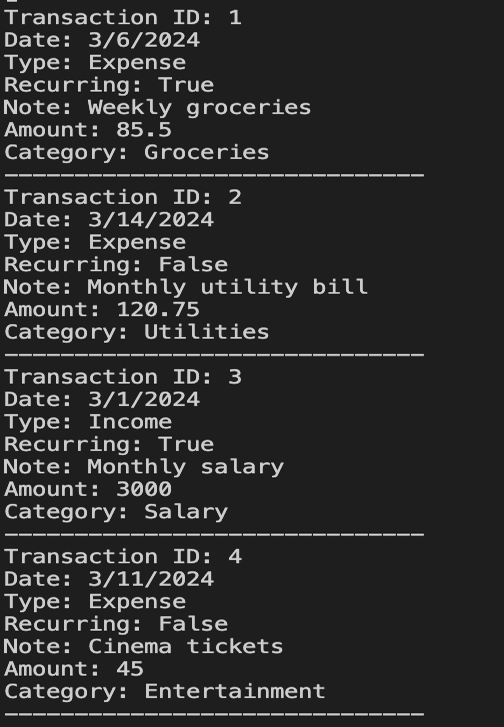 Transaction ID: 1
Date: 3/6/2024
Type: Expense
Recurring: True
Note: Weekly groceries
Amount: 85.5
Category: Groceries
------------------------------
Transaction ID: 2
Date: 3/14/2024
Type: Expense
Recurring: False
Note: Monthly utility bill
Amount: 120.75
Category: Utilities
------------------------------
Transaction ID: 3
Date: 3/1/2024
Type: Income
Recurring: True
Note: Monthly salary
Amount: 3000
Category: Salary
------------------------------
Transaction ID: 4
Date: 3/11/2024
Type: Expense
Recurring: False
Note: Cinema tickets
Amount: 45
Category: Entertainment
------------------------------